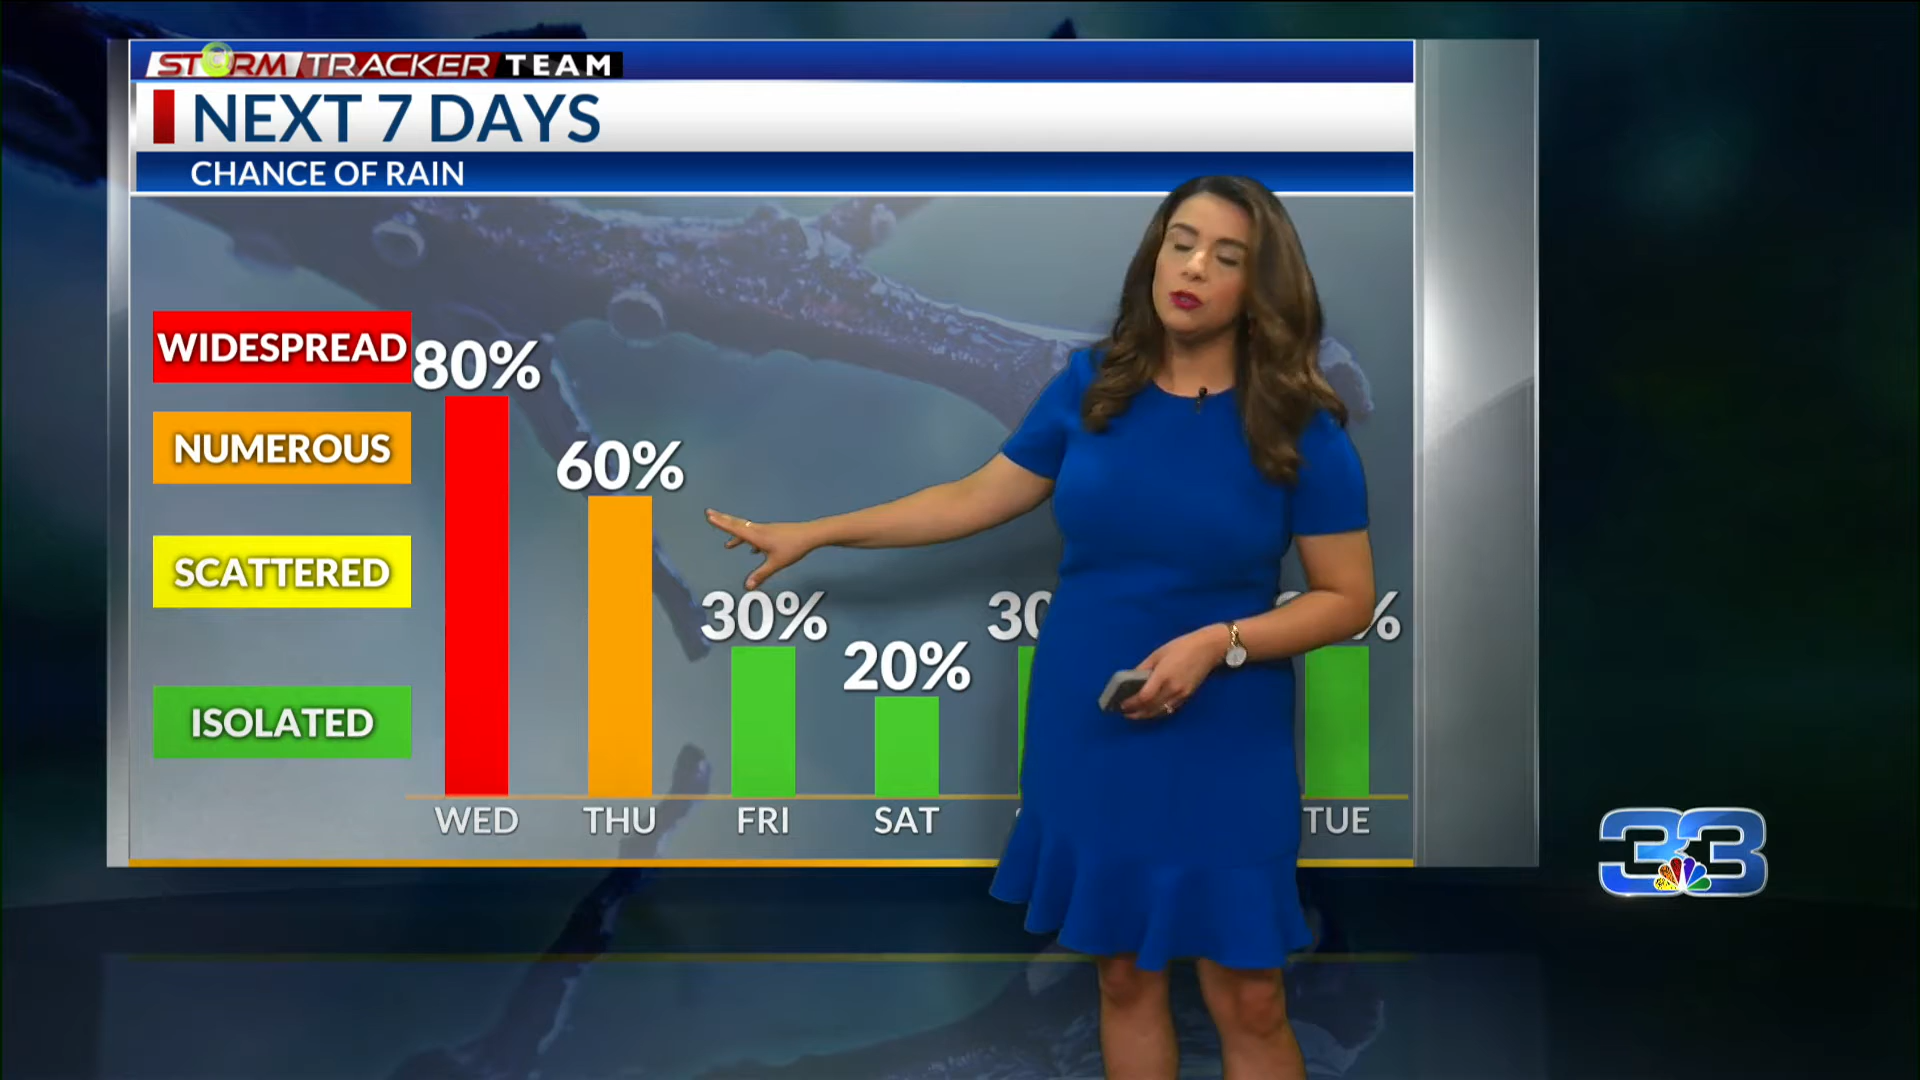 STORM TRACKER TEAM
NEXT 7 DAYS
CHANCE OF RAIN
WIDESPREAD
NUMEROUS
SCATTERED
ISOLATED
80%
60%
30%
20%
30
%
WED
THU
FRI
SAT
TUE
33